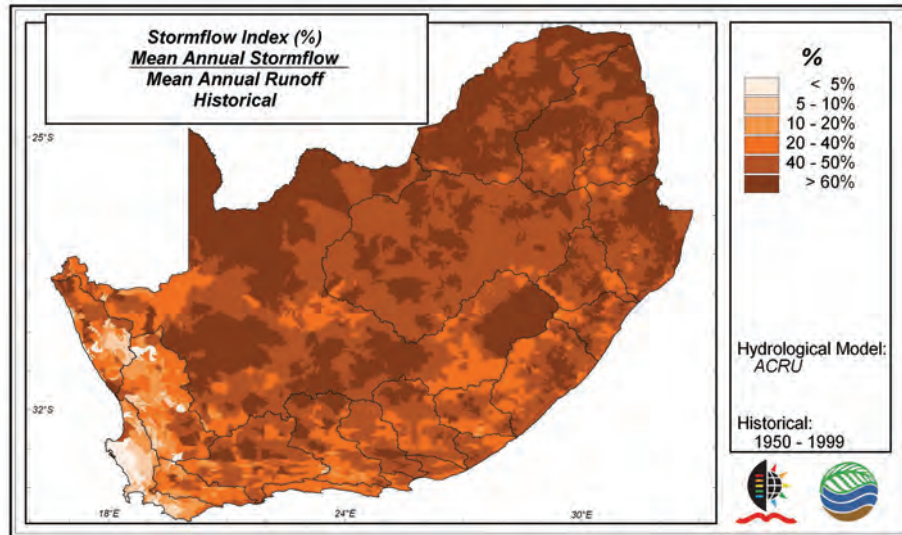 Stormflow Index (%)
Mean Annual Stormflow
Mean Annual Runoff
Historical
25°S
32°S
18°E
24°E
30°E
%
< 5%
5 - 10%
10 - 20%
20 - 40%
40 - 50%
> 60%
Hydrological Model:
ACRU
Historical:
1950 - 1999